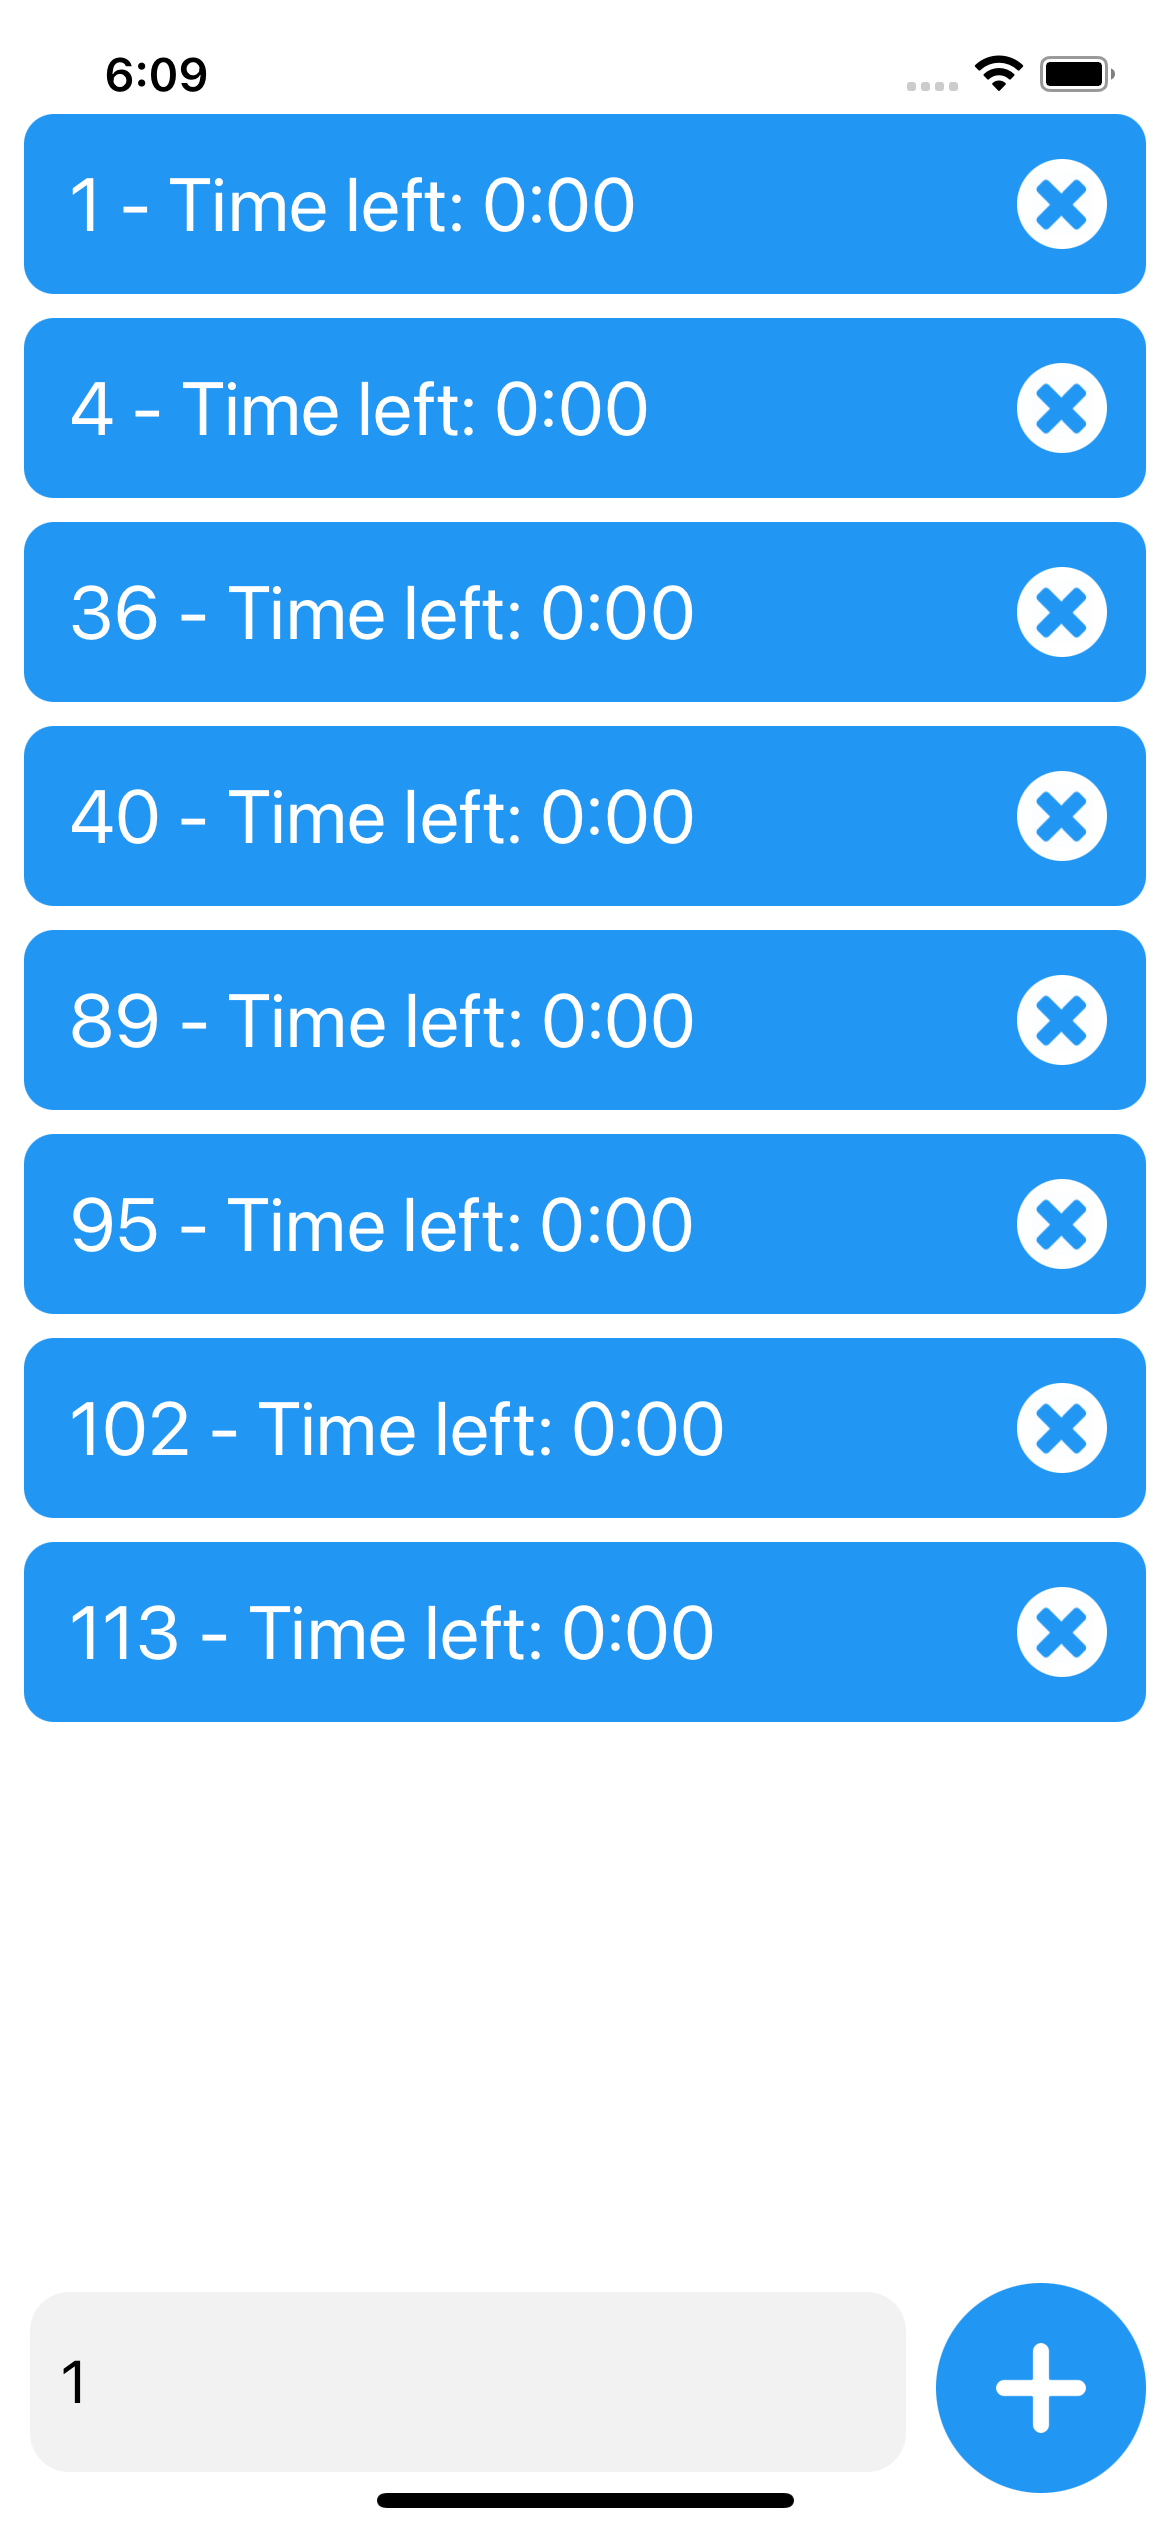 6:09
1 - Time left: 0:00
4 - Time left: 0:00
36 - Time left: 0:00
40 - Time left: 0:00
89 - Time left: 0:00
95 - Time left: 0:00
102 - Time left: 0:00
113 - Time left: 0:00
1